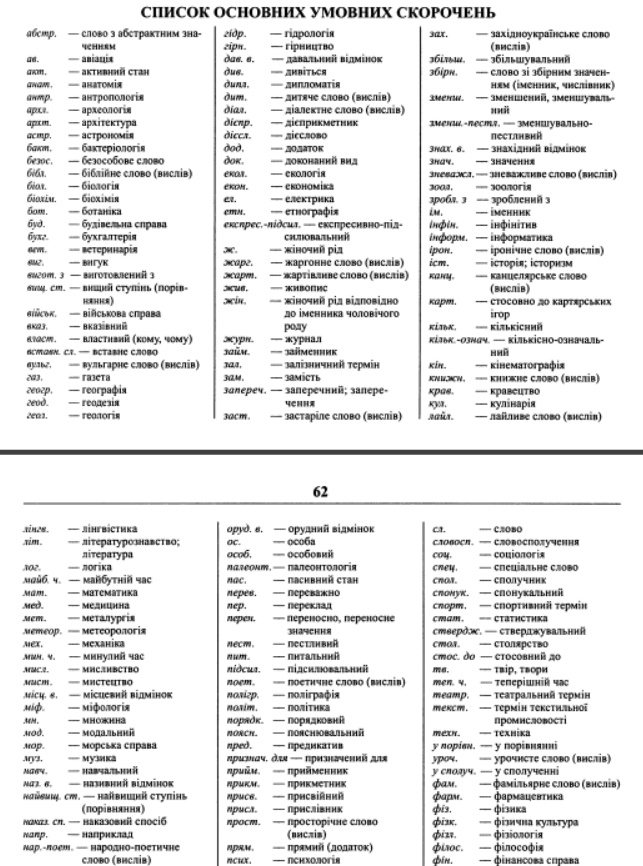 СПИСОК ОСНОВНИХ УМОВНИХ СКОРОЧЕНЬ
абстр. — слово з абстрактним зна-
ченням
ав. — авіація
акт. — активний стан
анат. — анатомія
антр. — антропологія
архл. — археологія
архт. — архітектура
астр. — астрономія
бакт. — бактеріологія
безос. — безособове слово
бібл. — біблійне слово (вислів)
біол. — біологія
біохім. — біохімія
бот. — ботаніка
буд. — будівельна справа
бухг. — бухгалтерія
вет. — ветеринарія
виг. — вигук
вигот. з — виготовлений з
вищ. ст. — вищий ступінь (порів-
няння)
військ. — військова справа
вказ. — вказівний
власт. — властивий (кому, чому)
вставн. сл. — вставне слово
вульг. — вульгарне слово (вислів)
газ. — газета
геогр. — географія
геод. — геодезія
геол. — геологія
гідр. — гідрологія
гірн. — гірництво
дав. в. — давальний відмінок
див. — дивіться
дипл. — дипломатія
дит. — дитяче слово (вислів)
діал. — діалектне слово (вислів)
дієпр. — дієприкметник
дієсл. — дієслово
дод. — додаток
док. — доконаний вид
екол. — екологія
екон. — економіка
ел. — електрика
етн. — етнографія
експрес.-підсил. — експресивно-під-
силювальний
ж. — жіночий рід
жарг. — жаргонне слово (вислів)
жарт. — жартівливе слово (вислів)
жив. — живопис
жін. — жіночий рід відповідно
до іменника чоловічого
роду
журн. — журнал
займ. — займенник
зал. — залізничний термін
зам. — замість
запереч. — заперечний; запере-
чення
заст. — застаріле слово (вислів)
зах. — західноукраїнське слово
(вислів)
збільш. — збільшувальний
збірн. — слово зі збірним значен-
ням (іменник, числівник)
зменш. — зменшений, зменшуваль-
ний
зменш.-пестл. — зменшувально-
пестливий
знах. в. — знахідний відмінок
знач. — значення
зневажл. — зневажливе слово (вислів)
зоол. — зоологія
зробл. з — зроблений з
ім. — іменник
інфін. — інфінітив
інформ. — інформатика
ірон. — іронічне слово (вислів)
іст. — історія; історизм
канц. — канцелярське слово
(вислів)
карт. — стосовно до картярських
ігор
кільк. — кількісний
кільк.-означ. — кількісно-означаль-
ний
кін. — кінематографія
книжн. — книжне слово (вислів)
крав. — кравецтво
кул. — кулінарія
лайл. — лайливе слово (вислів)
62
лінгв. — лінгвістика
літ. — літературознавство;
література
лог. — логіка
майб. ч. — майбутній час
мат. — математика
мед. — медицина
мет. — металургія
метеор. — метеорологія
мех. — механіка
мин. ч. — минулий час
мисл. — мисливство
мист. — мистецтво
місц. в. — місцевий відмінок
міф. — міфологія
мн. — множина
мод. — модальний
мор. — морська справа
муз. — музика
навч. — навчальний
наз. в. — називний відмінок
найвищ. ст. — найвищий ступінь
(порівняння)
наказ. сп. — наказовий спосіб
напр. — наприклад
нар.-поет. — народно-поетичне
слово (вислів)
оруд. в. — орудний відмінок
ос. — особа
особ. — особовий
палеонт. — палеонтологія
пас. — пасивний стан
перев. — переважно
пер. — переклад
перен. — переносно, переносне
значення
пест. — пестливий
пит. — питальний
підсил. — підсилювальний
поет. — поетичне слово (вислів)
полігр. — поліграфія
політ. — політика
порядк. — порядковий
поясн. — пояснювальний
пред. — предикатив
признач. для — призначений для
прийм. — прийменник
прикм. — прикметник
присв. — присвійний
присл. — прислівник
прост. — просторічне слово
(вислів)
прям. — прямий (додаток)
псих. — психологія
сл. — слово
словосп. — словосполучення
соц. — соціологія
спец. — спеціальне слово
спол. — сполучник
спонук. — спонукальний
спорт. — спортивний термін
стат. — статистика
ствердж. — стверджувальний
стол. — столярство
стос. до — стосовний до
тв. — твір, твори
теп. ч. — теперішній час
театр. — театральний термін
текст. — термін текстильної
промисловості
техн. — техніка
у порівн. — у порівнянні
уроч. — урочисте слово (вислів)
у сполуч. — у сполученні
фам. — фамільярне слово (вислів)
фарм. — фармацевтика
фіз. — фізика
фізк. — фізична культура
фізл. — фізіологія
філос. — філософія
фін. — фінансова справа